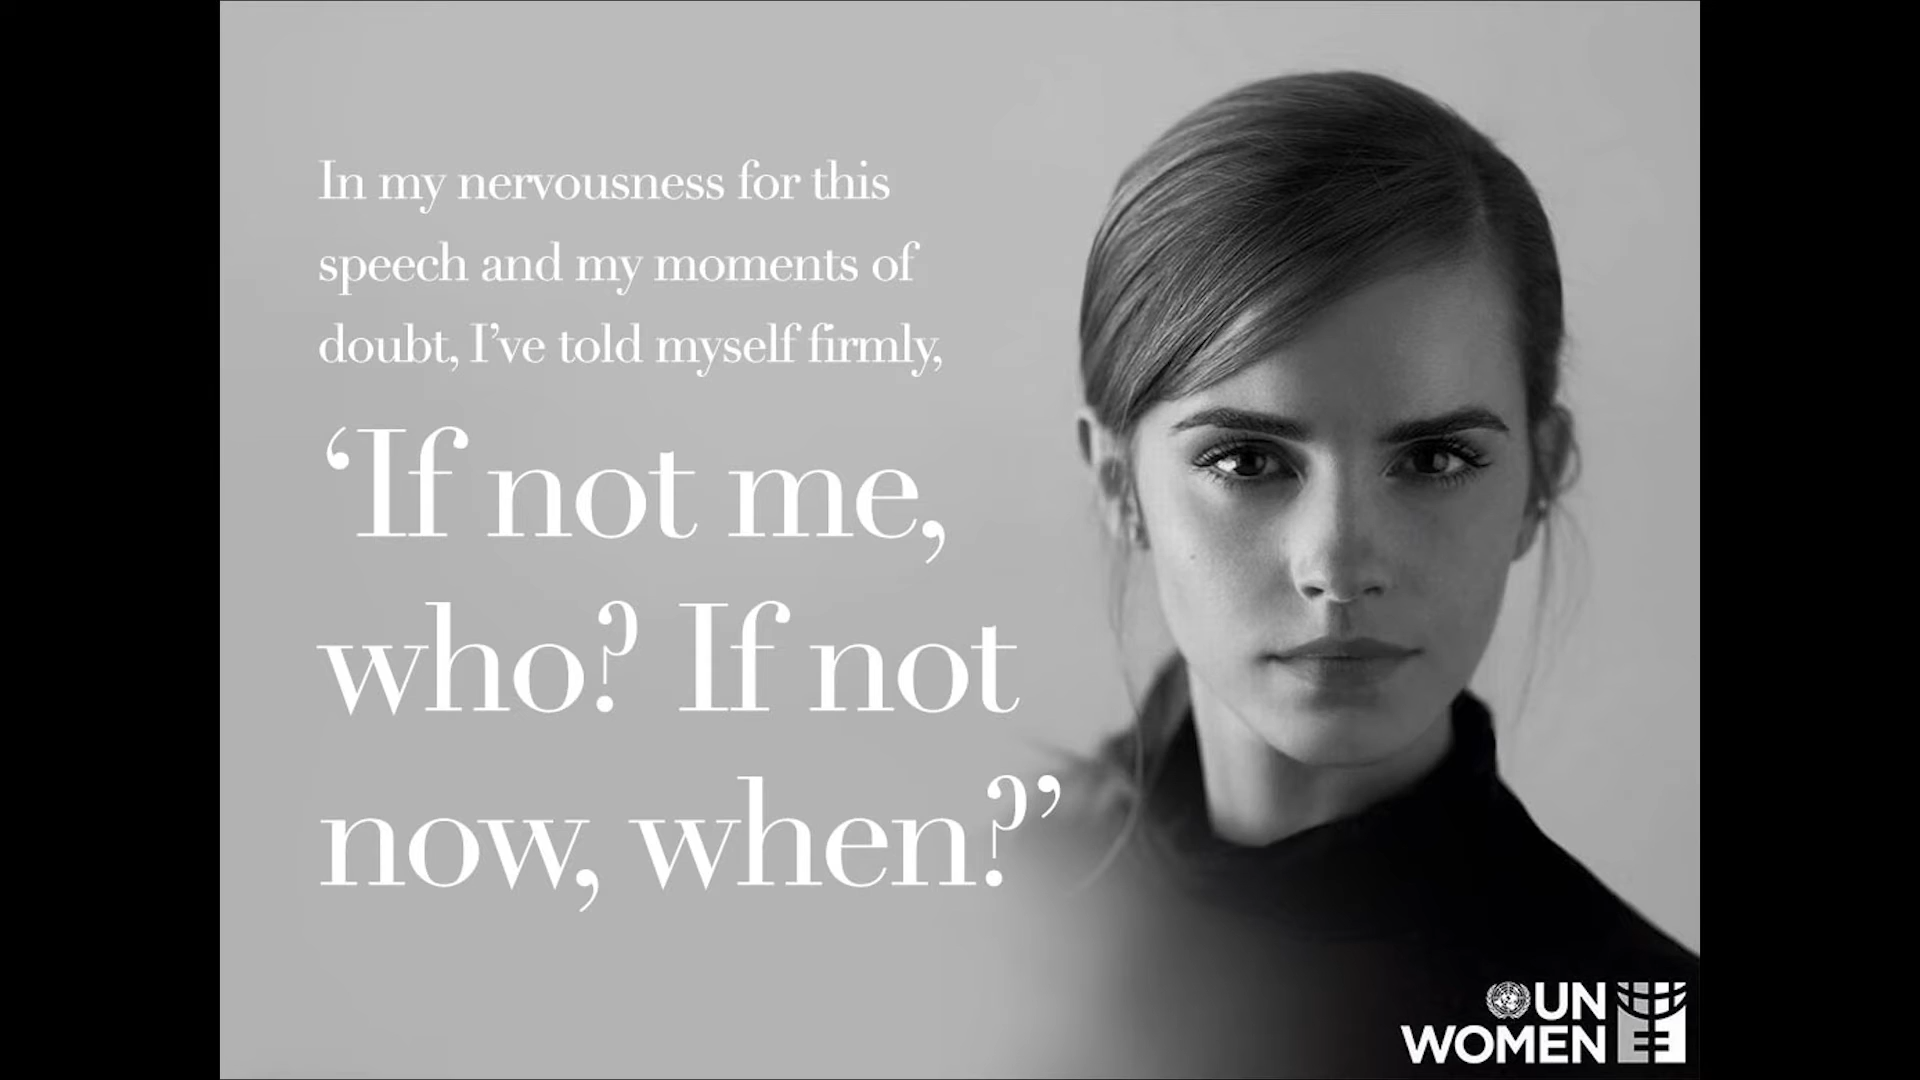 In my nervousness for this
speech and my moments of
doubt, I’ve told myself firmly,
‘If not me,
who? If not
now, when?’
UN
WOMEN